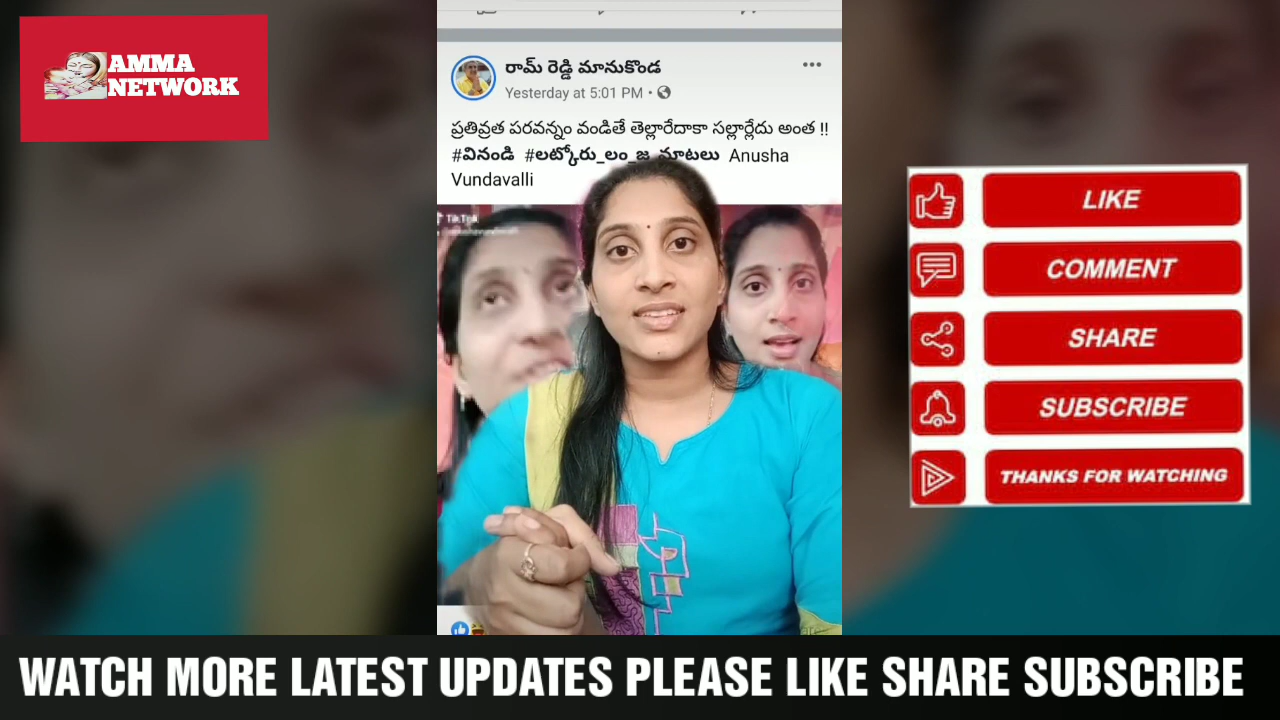 AMMA
NETWORK
రామ్ రెడ్డి మానుకొండ
Yesterday at 5:01 PM •
ప్రతివ్రత పరవన్నం వండితే తెల్లారేదాకా సల్లార్లేదు అంత !!
#వినండి #లట్కోరు_లం_జ_మాటలు Anusha
Vundavalli
TikTok
LIKE
COMMENT
SHARE
SUBSCRIBE
THANKS FOR WATCHING
WATCH MORE LATEST UPDATES PLEASE LIKE SHARE SUBSCRIBE